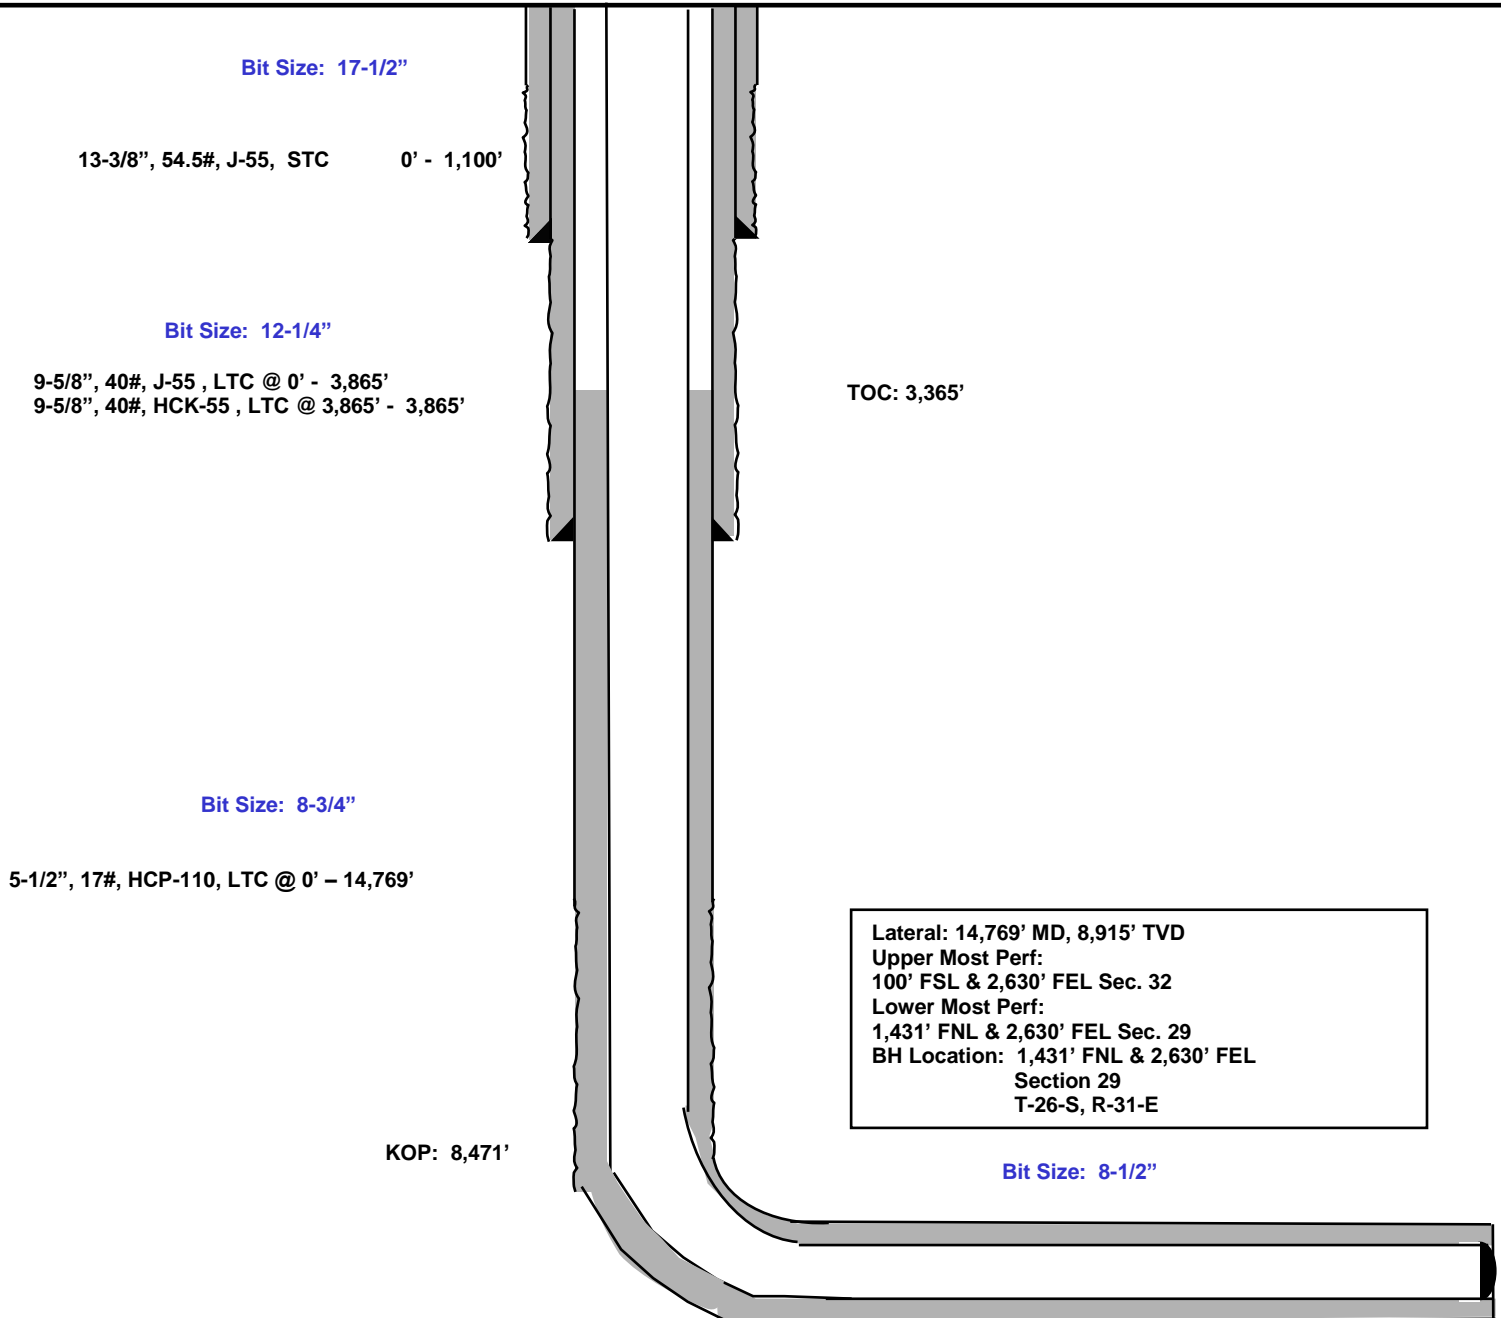 Bit Size: 17-1/2”
13-3/8”, 54.5#, J-55, STC 0’ - 1,100’
Bit Size: 12-1/4”
9-5/8”, 40#, J-55 , LTC @ 0’ - 3,865’
9-5/8”, 40#, HCK-55 , LTC @ 3,865’ - 3,865’
TOC: 3,365’
Bit Size: 8-3/4”
5-1/2”, 17#, HCP-110, LTC @ 0’ – 14,769’
Lateral: 14,769’ MD, 8,915’ TVD
Upper Most Perf:
100’ FSL & 2,630’ FEL Sec. 32
Lower Most Perf:
1,431’ FNL & 2,630’ FEL Sec. 29
BH Location: 1,431’ FNL & 2,630’ FEL
Section 29
T-26-S, R-31-E
KOP: 8,471’
Bit Size: 8-1/2”